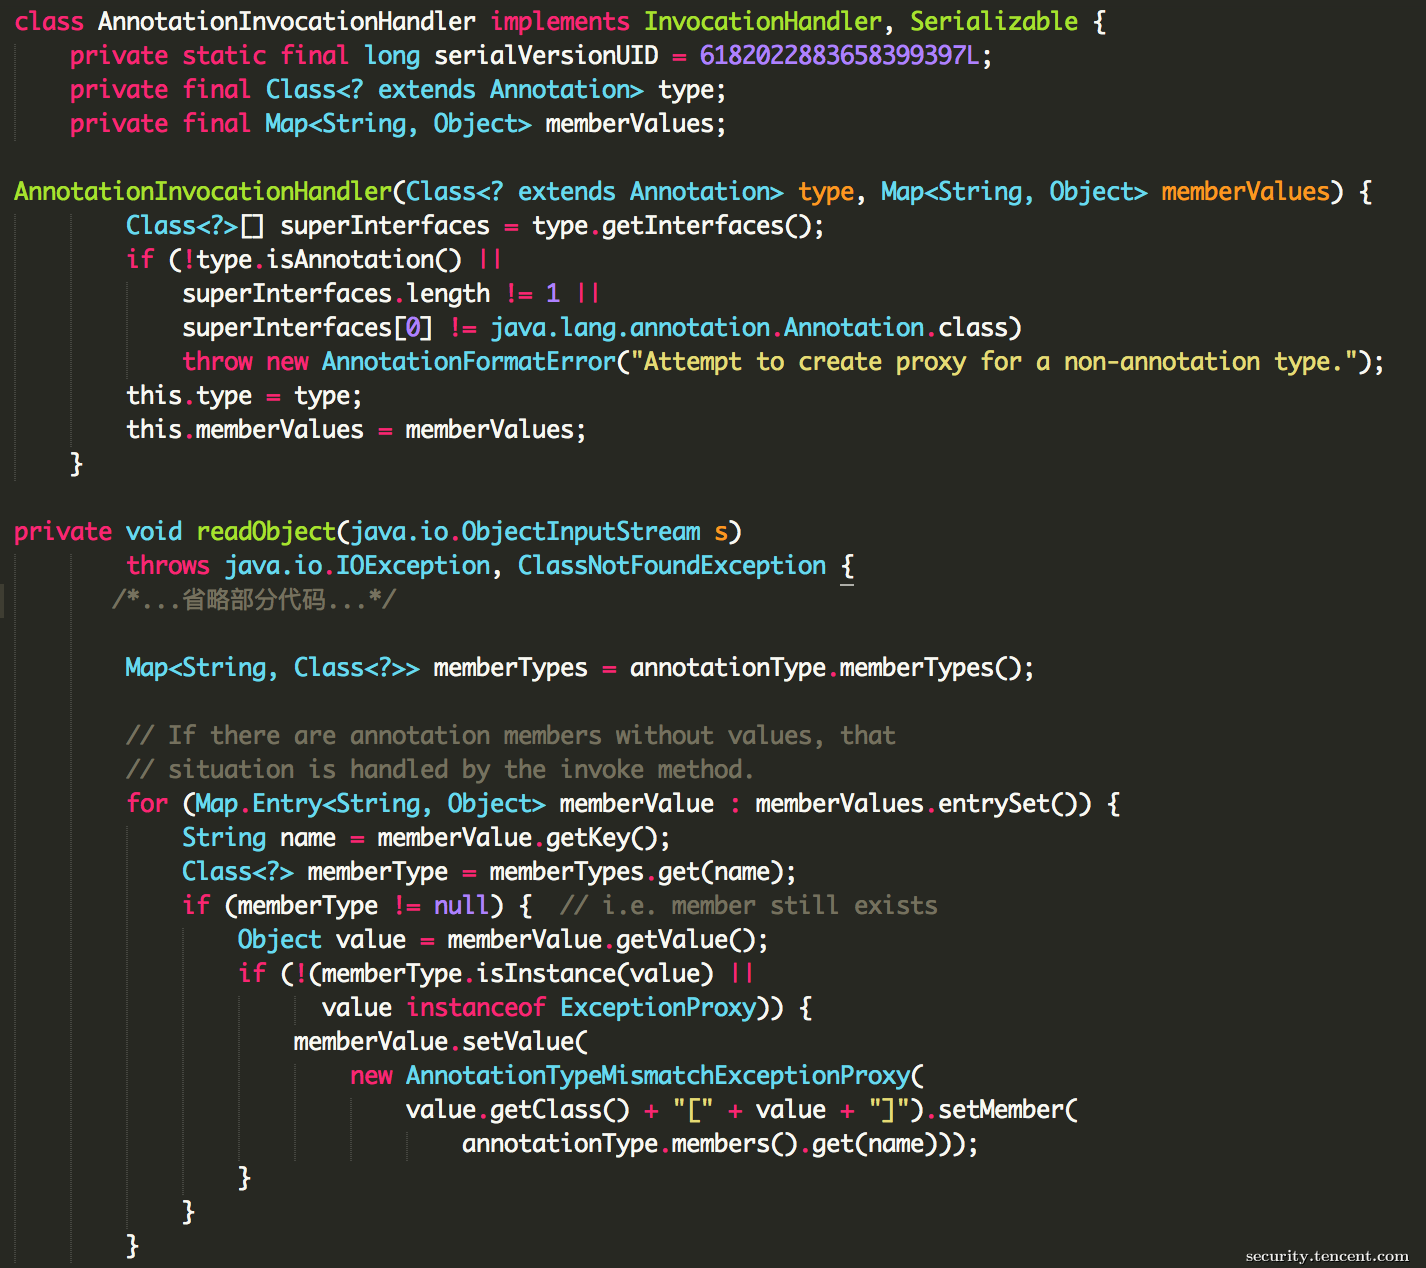 class AnnotationInvocationHandler implements InvocationHandler, Serializable {
    private static final long serialVersionUID = 6182022883658399397L;
    private final Class<? extends Annotation> type;
    private final Map<String, Object> memberValues;

AnnotationInvocationHandler(Class<? extends Annotation> type, Map<String, Object> memberValues) {
        Class<?>[] superInterfaces = type.getInterfaces();
        if (!type.isAnnotation() ||
            superInterfaces.length != 1 ||
            superInterfaces[0] != java.lang.annotation.Annotation.class)
            throw new AnnotationFormatError("Attempt to create proxy for a non-annotation type.");
        this.type = type;
        this.memberValues = memberValues;
    }

private void readObject(java.io.ObjectInputStream s)
        throws java.io.IOException, ClassNotFoundException {
       /*...省略部分代码...*/

        Map<String, Class<?>> memberTypes = annotationType.memberTypes();

        // If there are annotation members without values, that
        // situation is handled by the invoke method.
        for (Map.Entry<String, Object> memberValue : memberValues.entrySet()) {
            String name = memberValue.getKey();
            Class<?> memberType = memberTypes.get(name);
            if (memberType != null) {  // i.e. member still exists
                Object value = memberValue.getValue();
                if (!(memberType.isInstance(value) ||
                      value instanceof ExceptionProxy)) {
                    memberValue.setValue(
                        new AnnotationTypeMismatchExceptionProxy(
                            value.getClass() + "[" + value + "]").setMember(
                                annotationType.members().get(name)));
                }
            }
        }
security.tencent.com